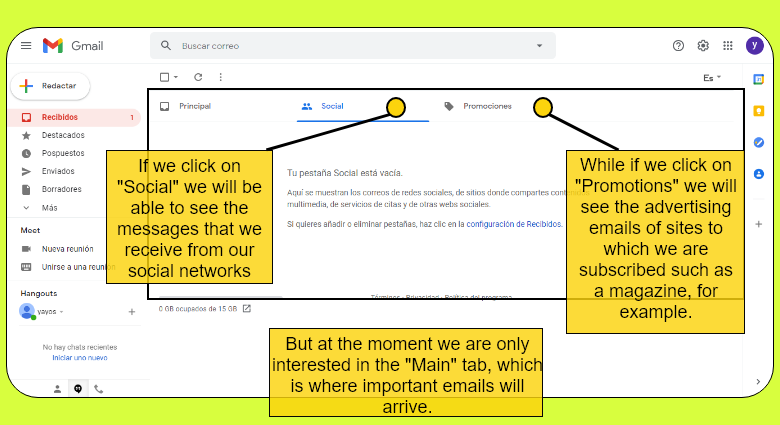 Gmail
Buscar correo
Y
Redactar
Es
Recibidos 1
Principal Social Promociones
Destacados
Pospuestos
Enviados
Borradores
Más
If we click on
"Social" we will be
able to see the
messages that we
receive from our
social networks
Tu pestaña Social está vacía.
Aquí se muestran los correos de redes sociales, de sitios donde compartes
multimedia, de servicios de citas y de otras webs sociales.
Si quieres añadir o eliminar pestañas, haz clic en la configuración de Recibidos.
While if we click on
"Promotions" we will
see the advertising
emails of sites to
which we are
subscribed such as
a magazine, for
example.
Meet
Nueva reunión
Unirse a una reunión
Hangouts
yayos
No hay chats recientes
Iniciar uno nuevo
Términos · Privacidad · Política del programa
0 GB ocupados de 15 GB
But at the moment we are only
interested in the "Main" tab, which
is where important emails will
arrive.